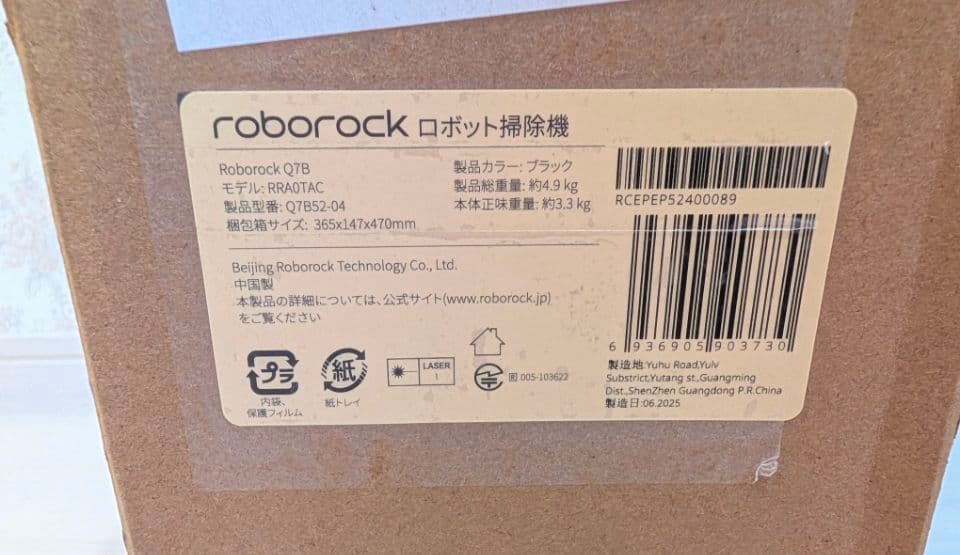 roborock ロボット掃除機
Roborock Q7B
モデル: RRA0TAC
製品型番: Q7B52-04
梱包箱サイズ: 365x147x470mm
製品カラー: ブラック
製品総重量: 約4.9 kg
本体正味重量: 約3.3 kg
RCEPEP52400089
Beijing Roborock Technology Co., Ltd.
中国製
本製品の詳細については、公式サイト(www.roborock.jp)
をご覧ください
6 936905 903730
プラ
内袋、
保護フィルム
紙
紙トレイ
LASER
1
T
005-103622
製造地:Yuhu Road,Yulv
Substrict,Yutang st.,Guangming
Dist.,ShenZhen Guangdong P.R.China
製造日:06.2025